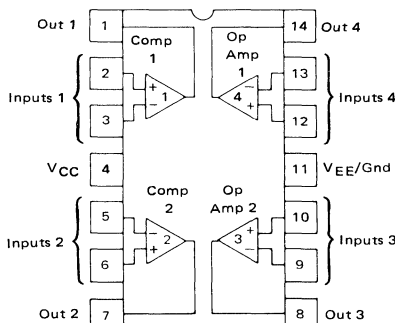 Out 1 1 14 Out 4
Comp 1
Op Amp 1
Inputs 1 2 + 1 4 − 13 Inputs 4
3 − + 12
VCC 4 11 VEE/Gnd
Comp 2
Op Amp 2
Inputs 2 5 − 2 3 + 10 Inputs 3
6 + − 9
Out 2 7 8 Out 3